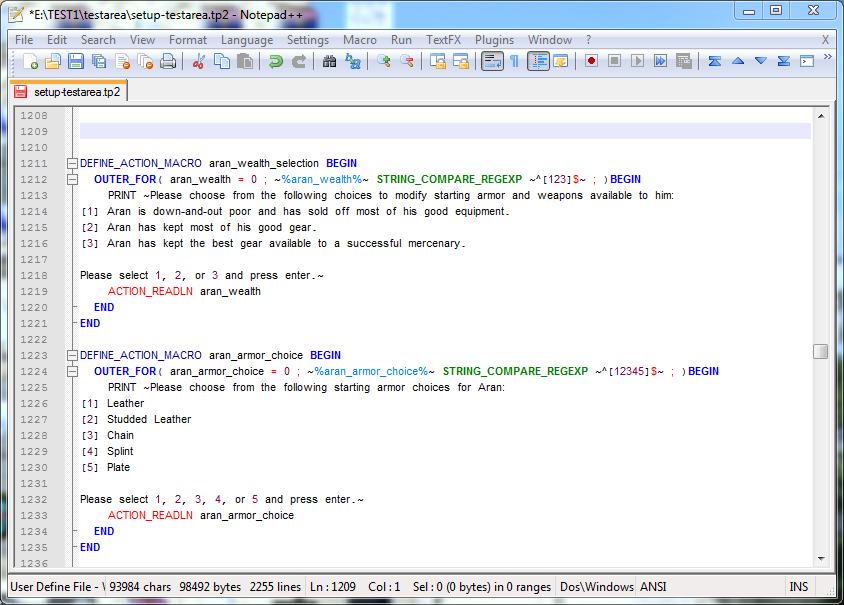 *E:\TEST1\testarea\setup-testarea.tp2 - Notepad++
File Edit Search View Format Language Settings Macro Run TextFX Plugins Window ? X
setup-testarea.tp2
1208
1209
1210
1211 DEFINE_ACTION_MACRO aran_wealth_selection BEGIN
1212 OUTER_FOR( aran_wealth = 0 ; ~%aran_wealth%~ STRING_COMPARE_REGEXP ~^[123]$~ ; )BEGIN
1213 PRINT ~Please choose from the following choices to modify starting armor and weapons available to him:
1214 [1] Aran is down-and-out poor and has sold off most of his good equipment.
1215 [2] Aran has kept most of his good gear.
1216 [3] Aran has kept the best gear available to a successful mercenary.
1217
1218 Please select 1, 2, or 3 and press enter.~
1219 ACTION_READLN aran_wealth
1220 END
1221 END
1222
1223 DEFINE_ACTION_MACRO aran_armor_choice BEGIN
1224 OUTER_FOR( aran_armor_choice = 0 ; ~%aran_armor_choice%~ STRING_COMPARE_REGEXP ~^[12345]$~ ; )BEGIN
1225 PRINT ~Please choose from the following starting armor choices for Aran:
1226 [1] Leather
1227 [2] Studded Leather
1228 [3] Chain
1229 [4] Splint
1230 [5] Plate
1231
1232 Please select 1, 2, 3, 4, or 5 and press enter.~
1233 ACTION_READLN aran_armor_choice
1234 END
1235 END
1236
User Define File - 93984 chars 98492 bytes 2255 lines Ln : 1209 Col : 1 Sel : 0 (0 bytes) in 0 ranges Dos\Windows ANSI INS